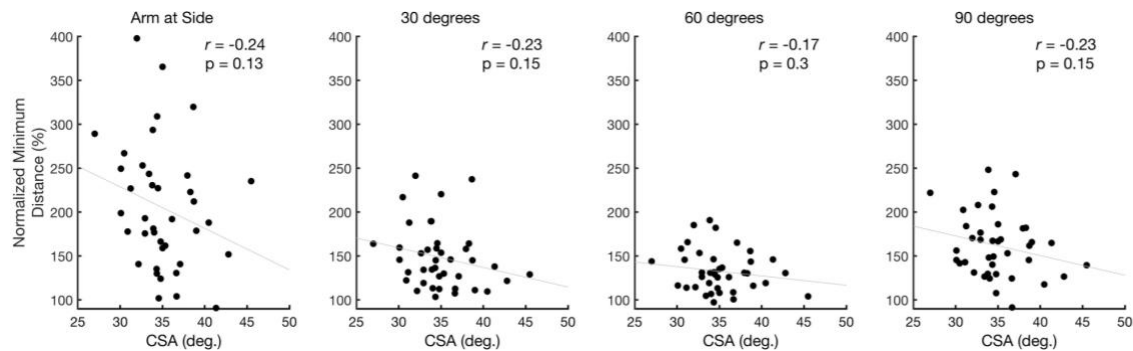 Arm at Side
30 degrees
60 degrees
90 degrees
r = -0.24
p = 0.13
r = -0.23
p = 0.15
r = -0.17
p = 0.3
r = -0.23
p = 0.15
Normalized Minimum
Distance (%)
400
350
300
250
200
150
100
400
350
300
250
200
150
100
400
350
300
250
200
150
100
400
350
300
250
200
150
100
25 30 35 40 45 50
25 30 35 40 45 50
25 30 35 40 45 50
25 30 35 40 45 50
CSA (deg.)
CSA (deg.)
CSA (deg.)
CSA (deg.)